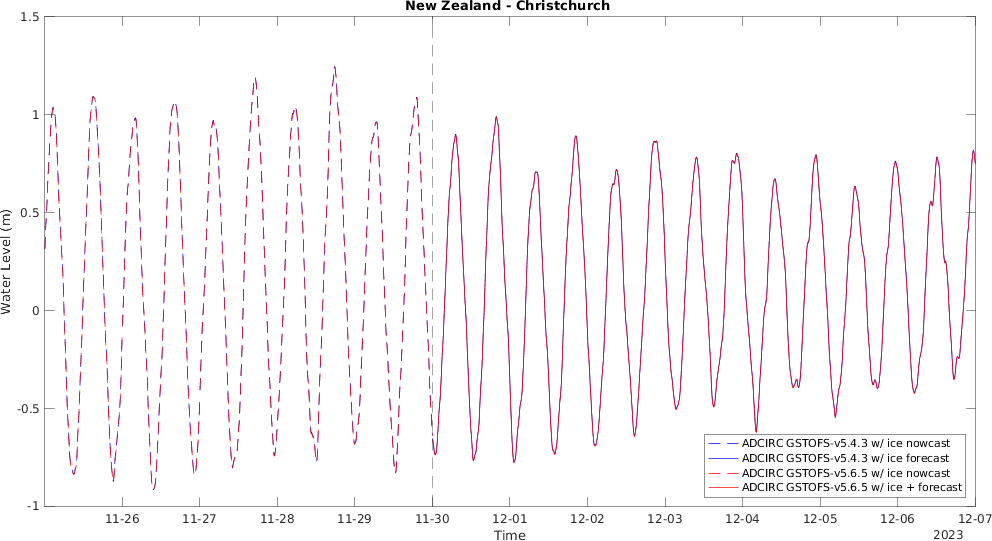 New Zealand - Christchurch
Water Level (m)
1.5
1
0.5
0
-0.5
-1
11-26 11-27 11-28 11-29 11-30 12-01 12-02 12-03 12-04 12-05 12-06 12-07
Time
2023
ADCIRC GSTOFS-v5.4.3 w/ ice nowcast
ADCIRC GSTOFS-v5.4.3 w/ ice forecast
ADCIRC GSTOFS-v5.6.5 w/ ice nowcast
ADCIRC GSTOFS-v5.6.5 w/ ice + forecast